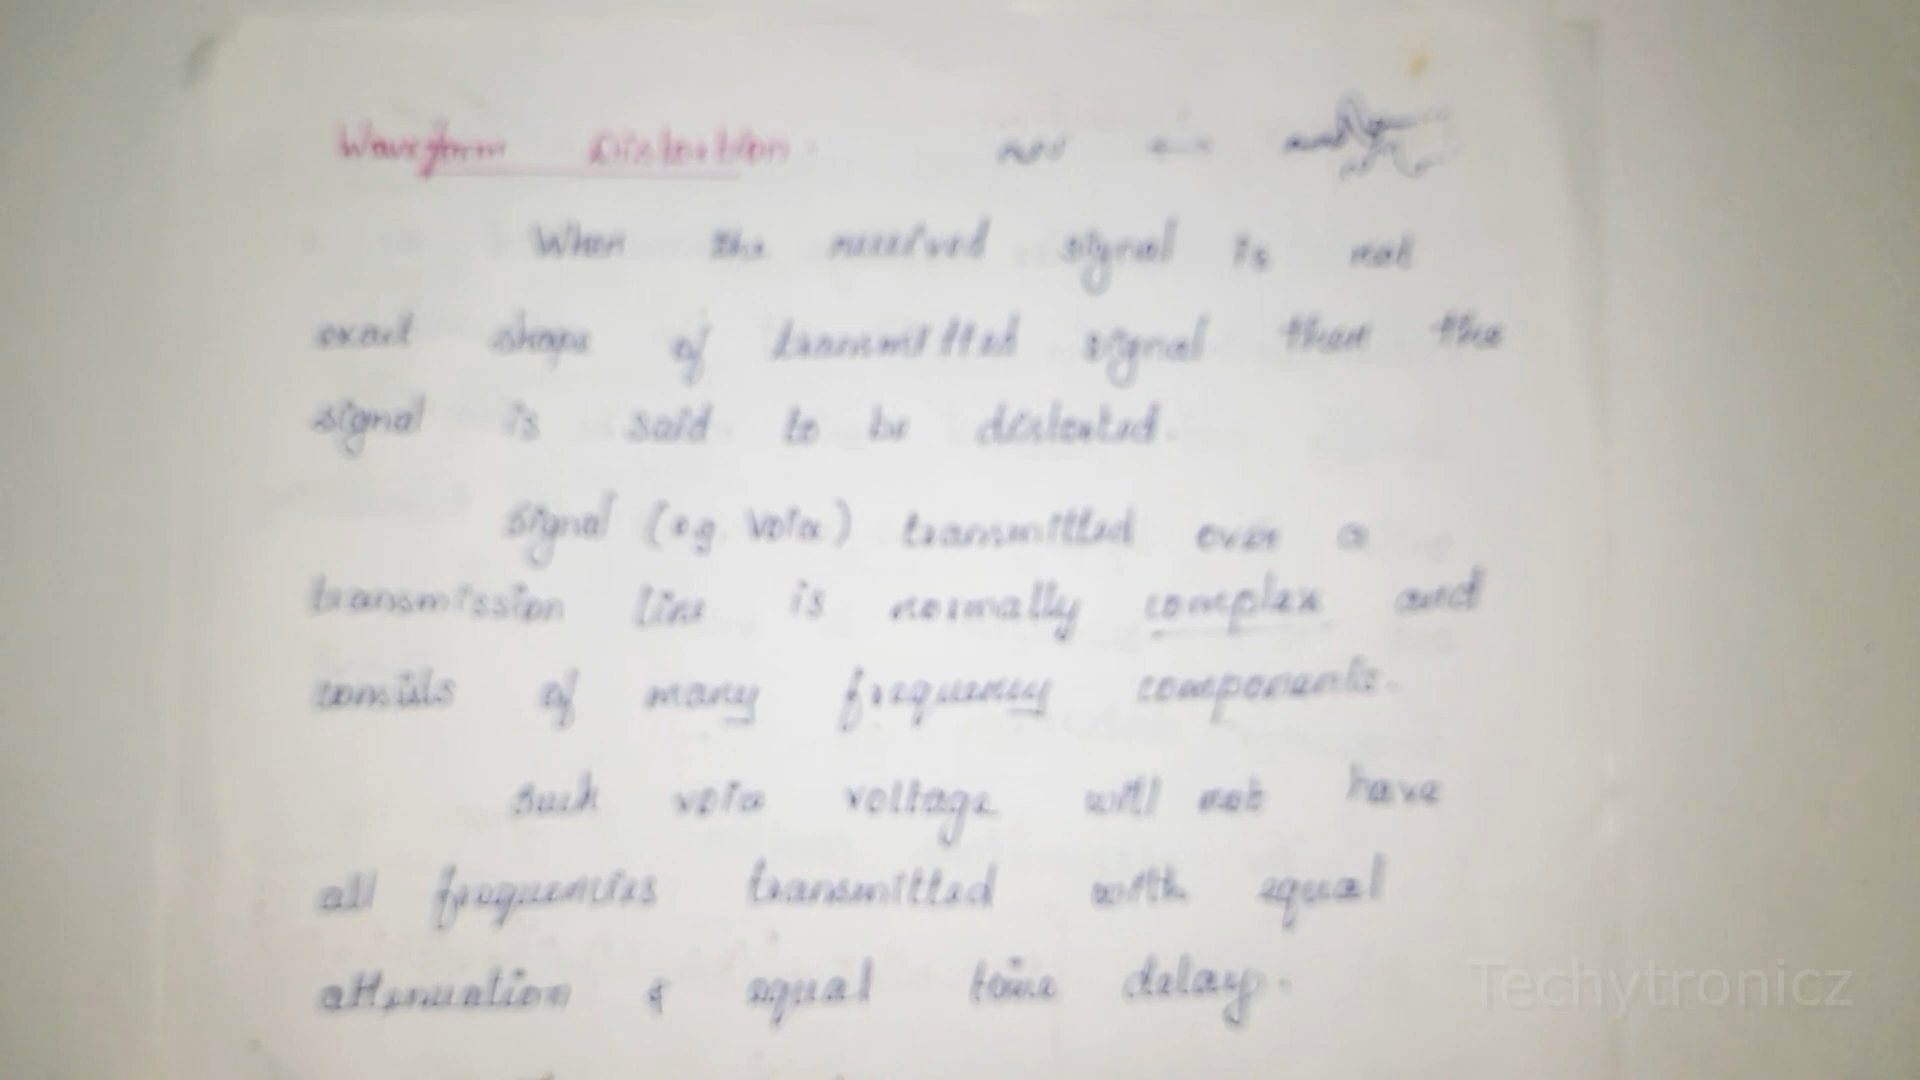 Waveform Distortion.
When the received signal is not
exact shape of transmitted signal then the
signal is said to be distorted.
signal (eg. Voice) transmitted over a
transmission line is normally complex and
consists of many frequency components.
such voice voltage will not have
all frequencies transmitted with equal
attenuation & equal time delay.
Techytronicz